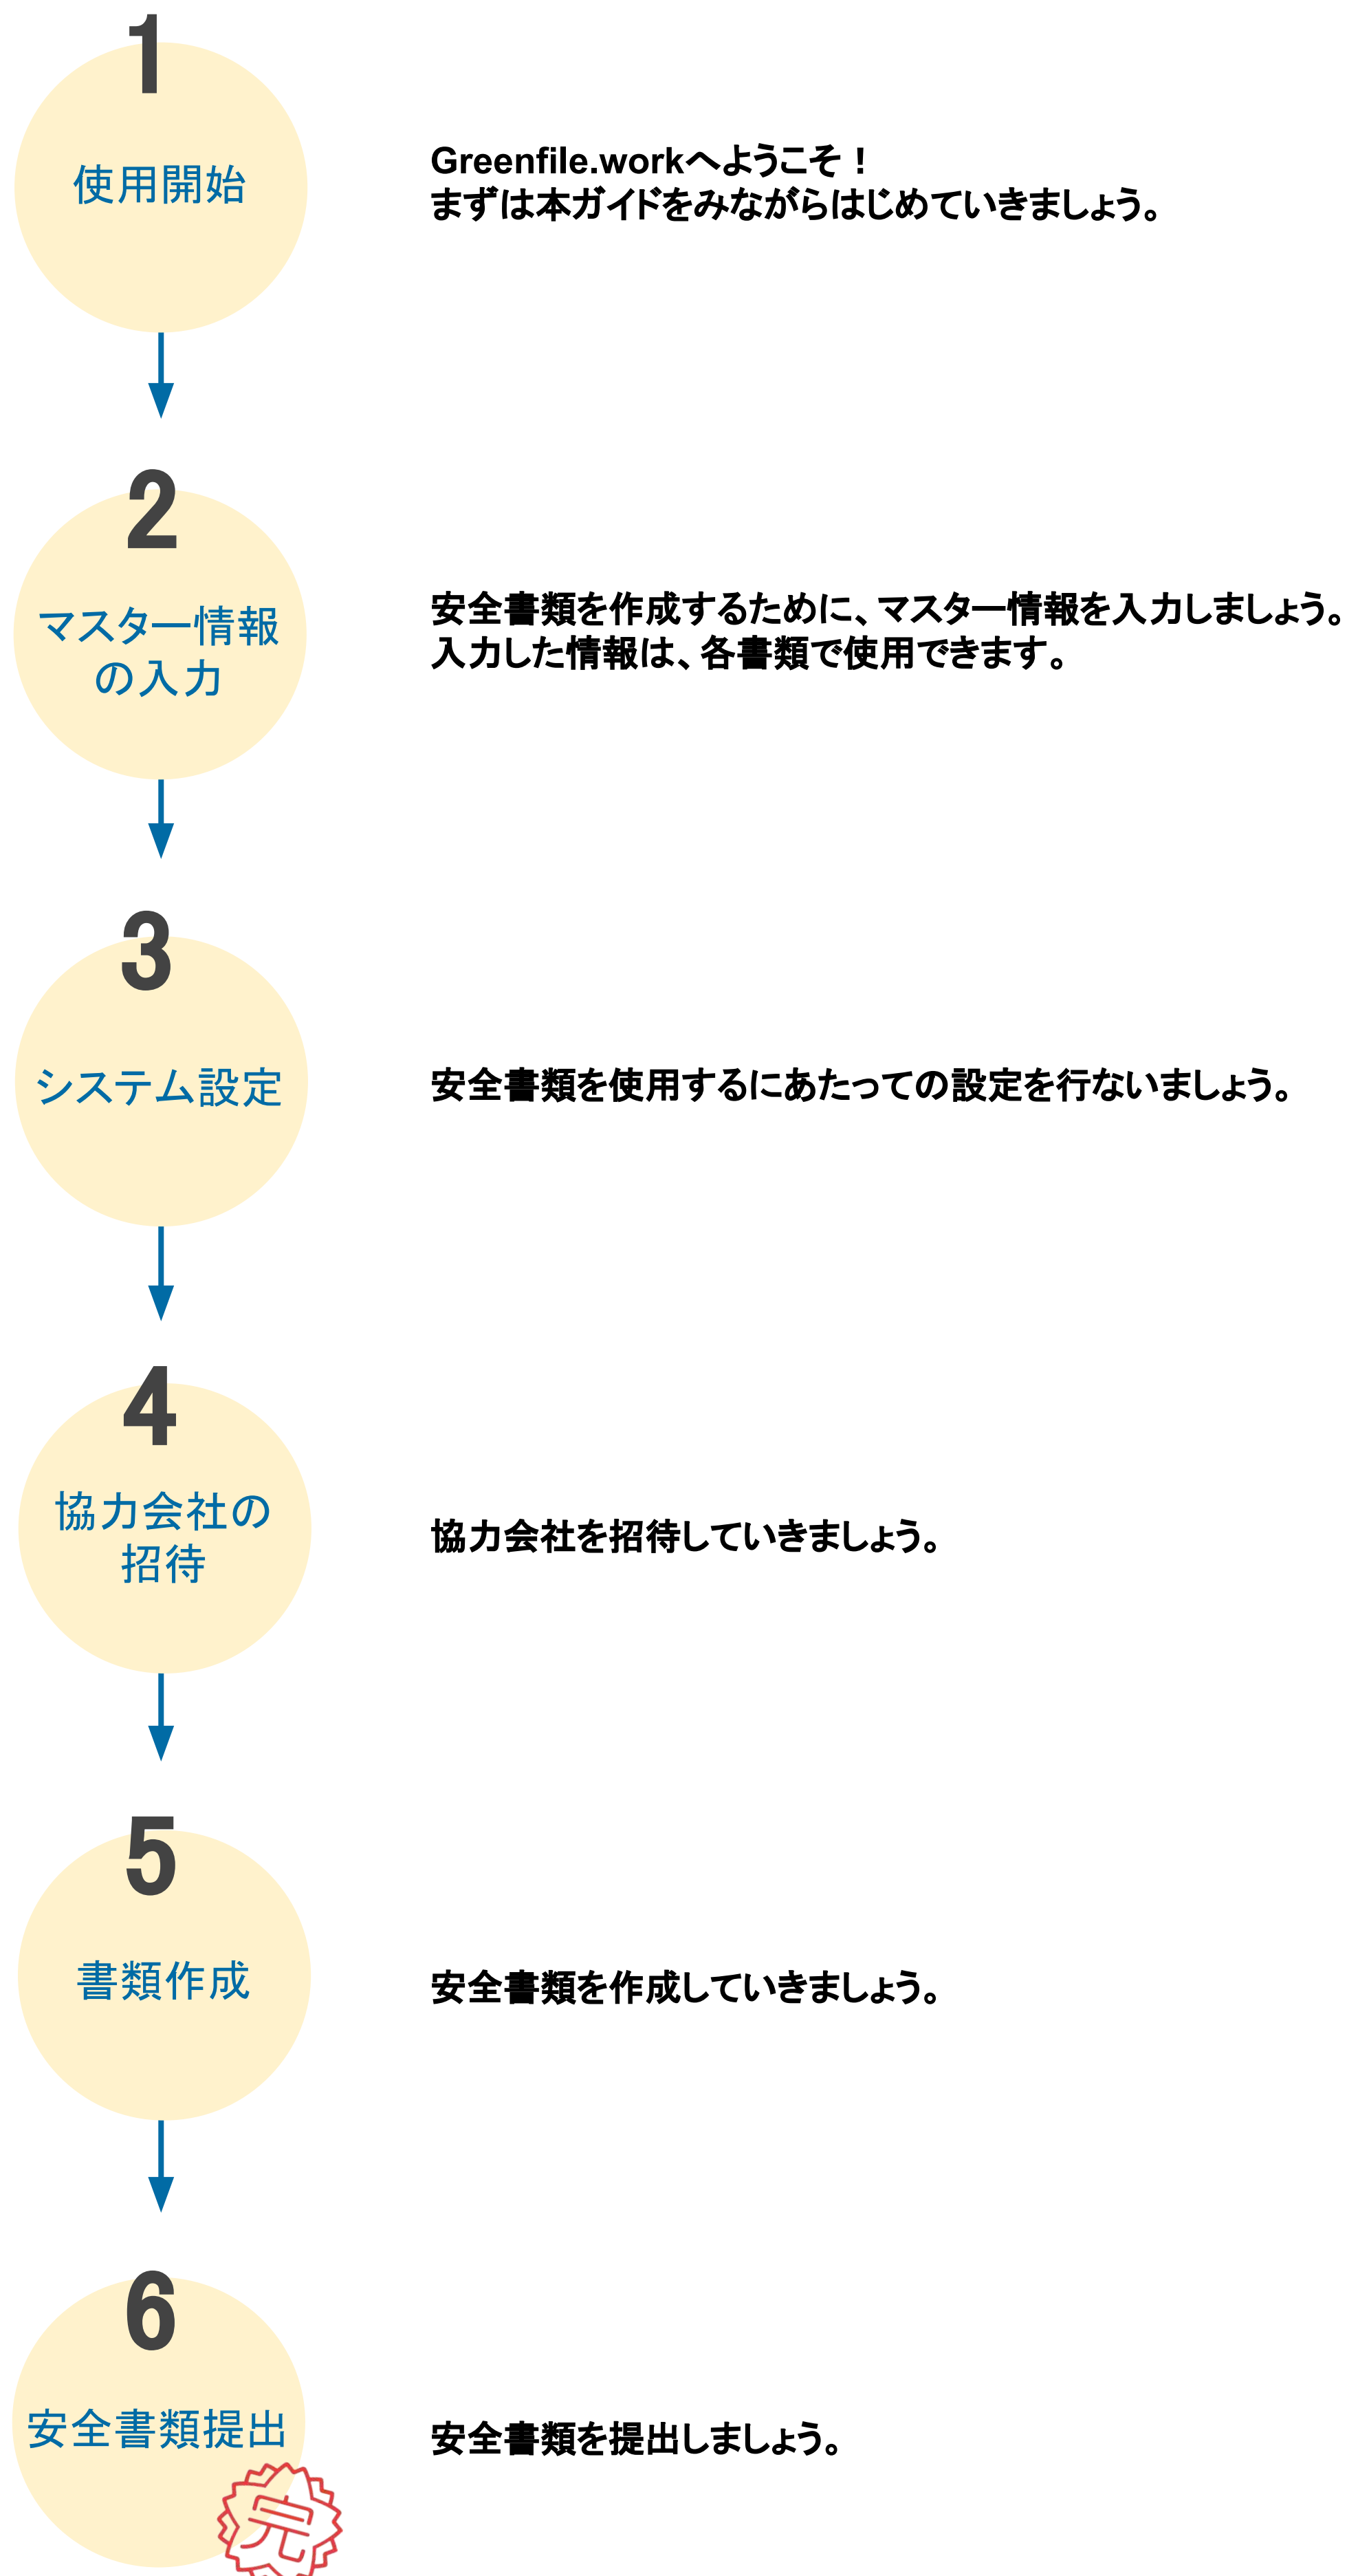 1
使用開始
Greenfile.workへようこそ！
まずは本ガイドをみながらはじめていきましょう。
2
マスター情報
の入力
安全書類を作成するために、マスター情報を入力しましょう。
入力した情報は、各書類で使用できます。
3
システム設定
安全書類を使用するにあたっての設定を行ないましょう。
4
協力会社の
招待
協力会社を招待していきましょう。
5
書類作成
安全書類を作成していきましょう。
6
安全書類提出
安全書類を提出しましょう。